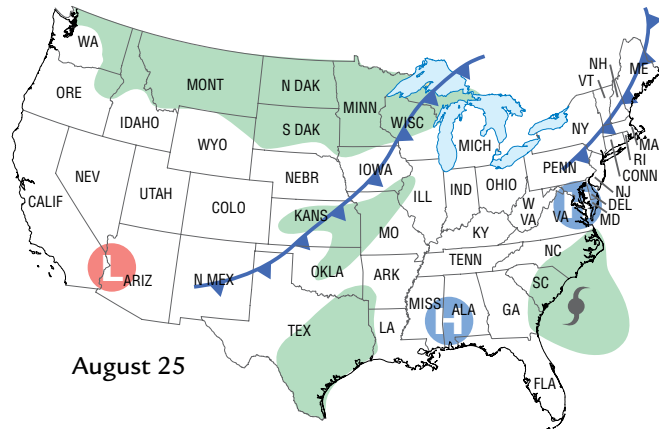 WA
MONT
N DAK
MINN
ME
NH
VT
ORE
IDAHO
S DAK
WISC
MICH
NY
MA
RI
CONN
WYO
IOWA
PENN
NJ
DEL
MD
NEBR
NEV
UTAH
COLO
ILL
IND
OHIO
W
VA
VA
H
CALIF
KANS
MO
KY
NC
L
ARIZ
N MEX
OKLA
ARK
TENN
SC
MISS
H
ALA
GA
TEX
LA
FLA
August 25